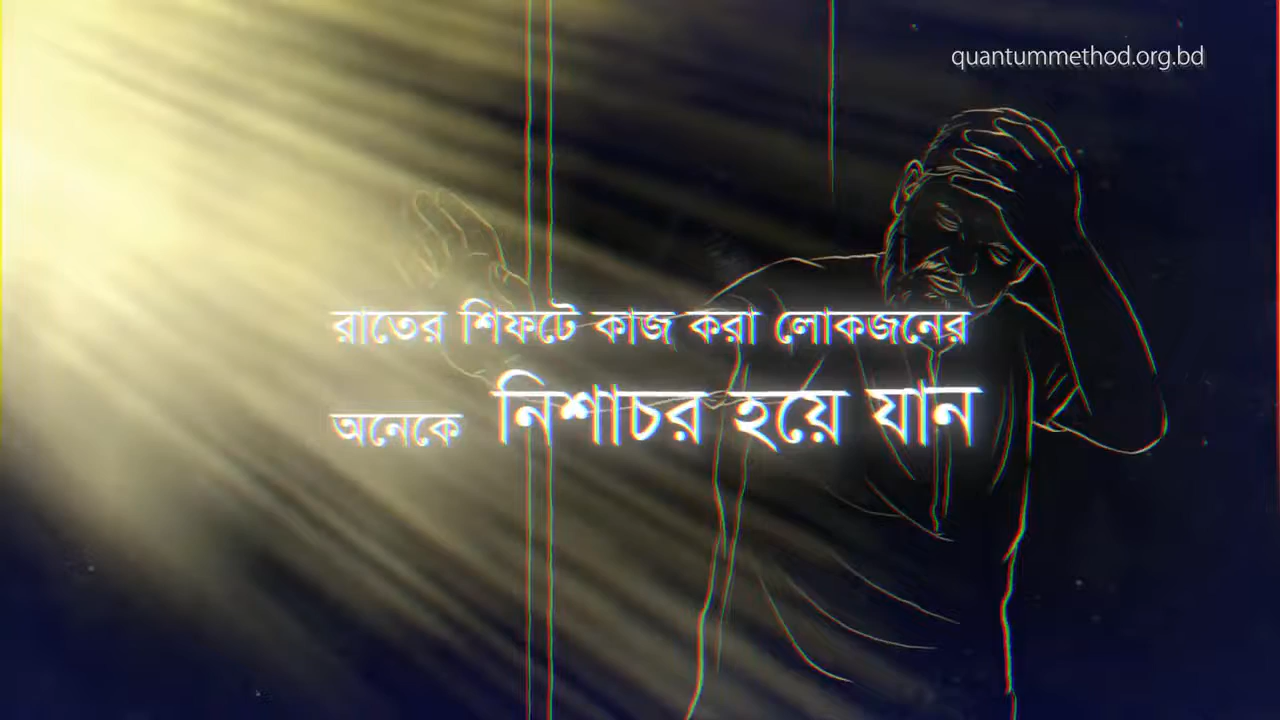 quantummethod.org.bd
রাতের শিফটে কাজ করা লোকজনের
অনেকে নিশাচর হয়ে যান